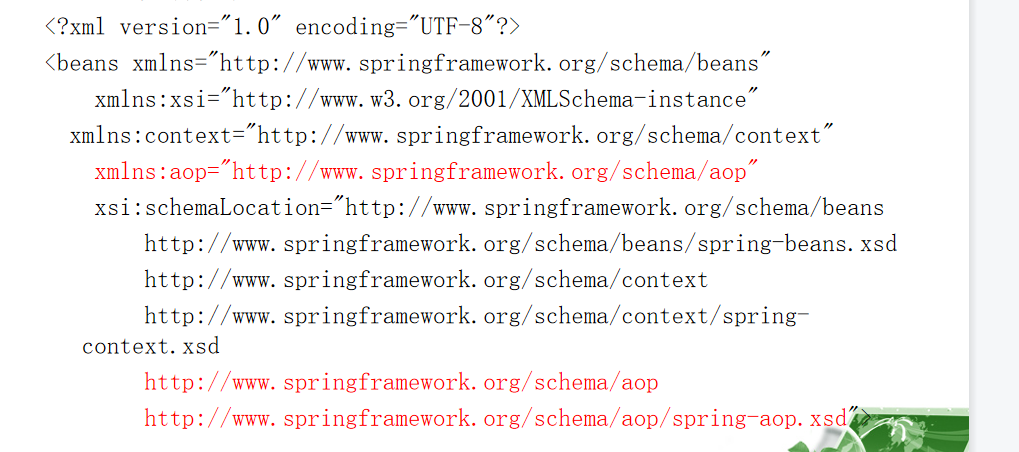 <?xml version="1.0" encoding="UTF-8"?>
<beans xmlns="http://www.springframework.org/schema/beans"
xmlns:xsi="http://www.w3.org/2001/XMLSchema-instance"
xmlns:context="http://www.springframework.org/schema/context"
xmlns:aop="http://www.springframework.org/schema/aop"
xsi:schemaLocation="http://www.springframework.org/schema/beans
http://www.springframework.org/schema/beans/spring-beans.xsd
http://www.springframework.org/schema/context
http://www.springframework.org/schema/context/spring-
context.xsd
http://www.springframework.org/schema/aop
http://www.springframework.org/schema/aop/spring-aop.xsd">